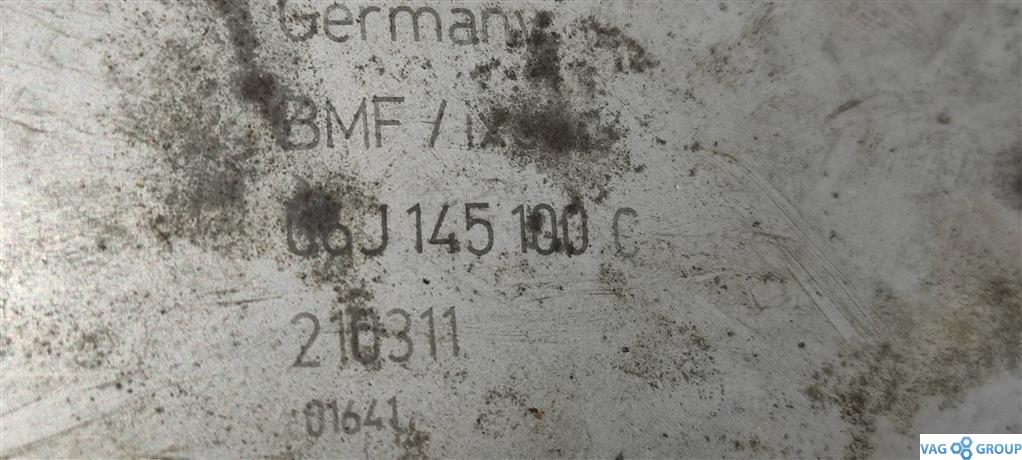 Germany
BMF /
06J 145 100 C
210311
01641
VAG GROUP